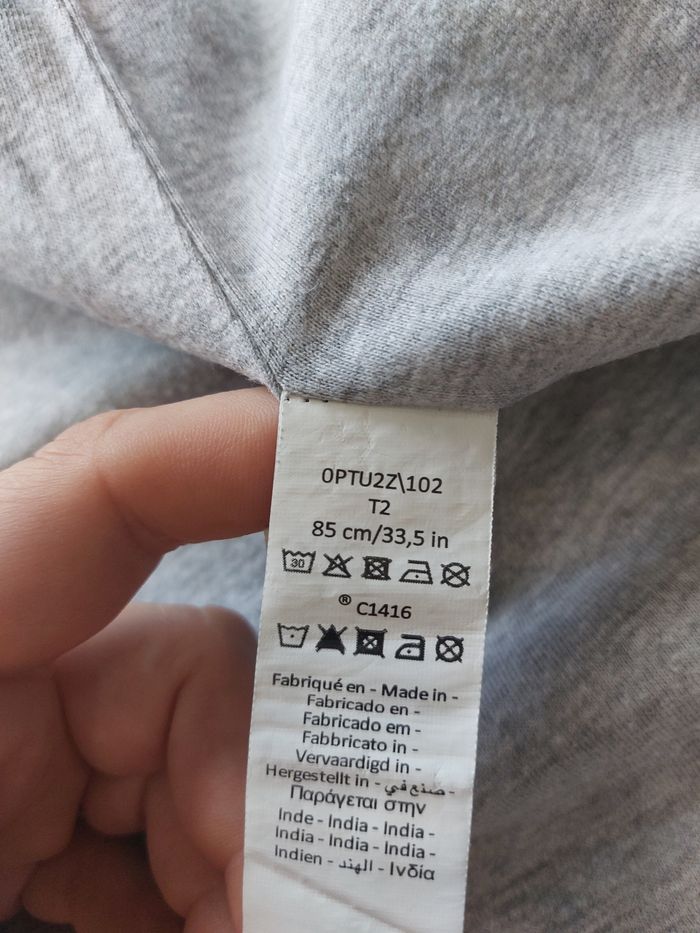 0PTU2Z\102
T2
85 cm/33,5 in
30
® C1416
Fabriqué en - Made in -
Fabricado en -
Fabricado em -
Fabbricato in -
Vervaardigd in -
Hergestellt in - صنع في -
Παράγεται στην
Inde - India - India -
India - India - India -
Indien - الهند - Ινδία